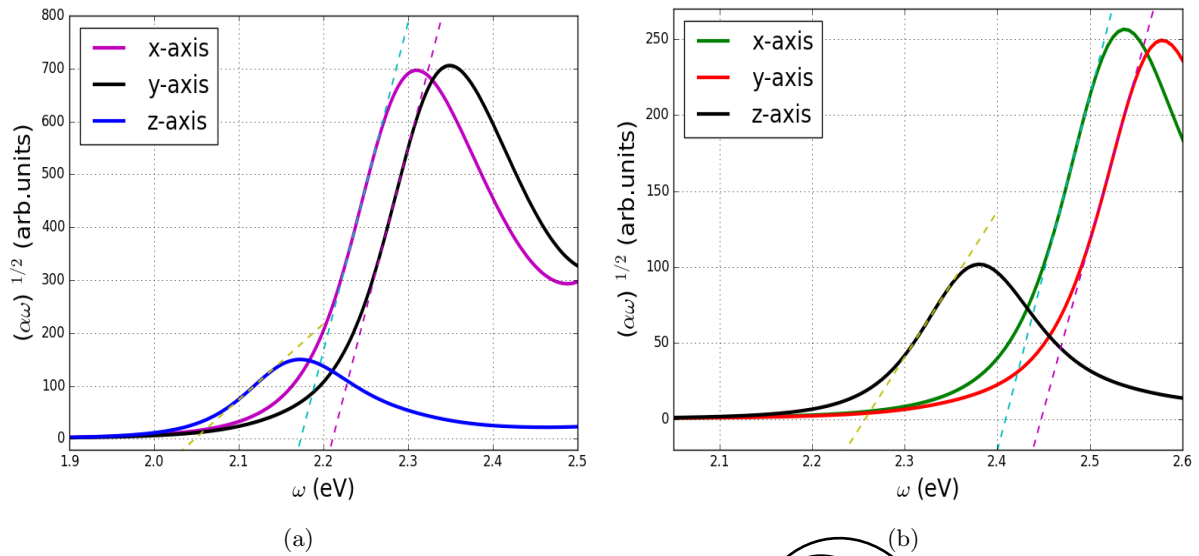 800
700
600
500
400
300
200
100
0
x-axis
y-axis
z-axis
(αω) 1/2 (arb.units)
1.9 2.0 2.1 2.2 2.3 2.4 2.5
ω (eV)
(a)
250
200
150
100
50
0
x-axis
y-axis
z-axis
(αω) 1/2 (arb.units)
2.1 2.2 2.3 2.4 2.5 2.6
ω (eV)
(b)